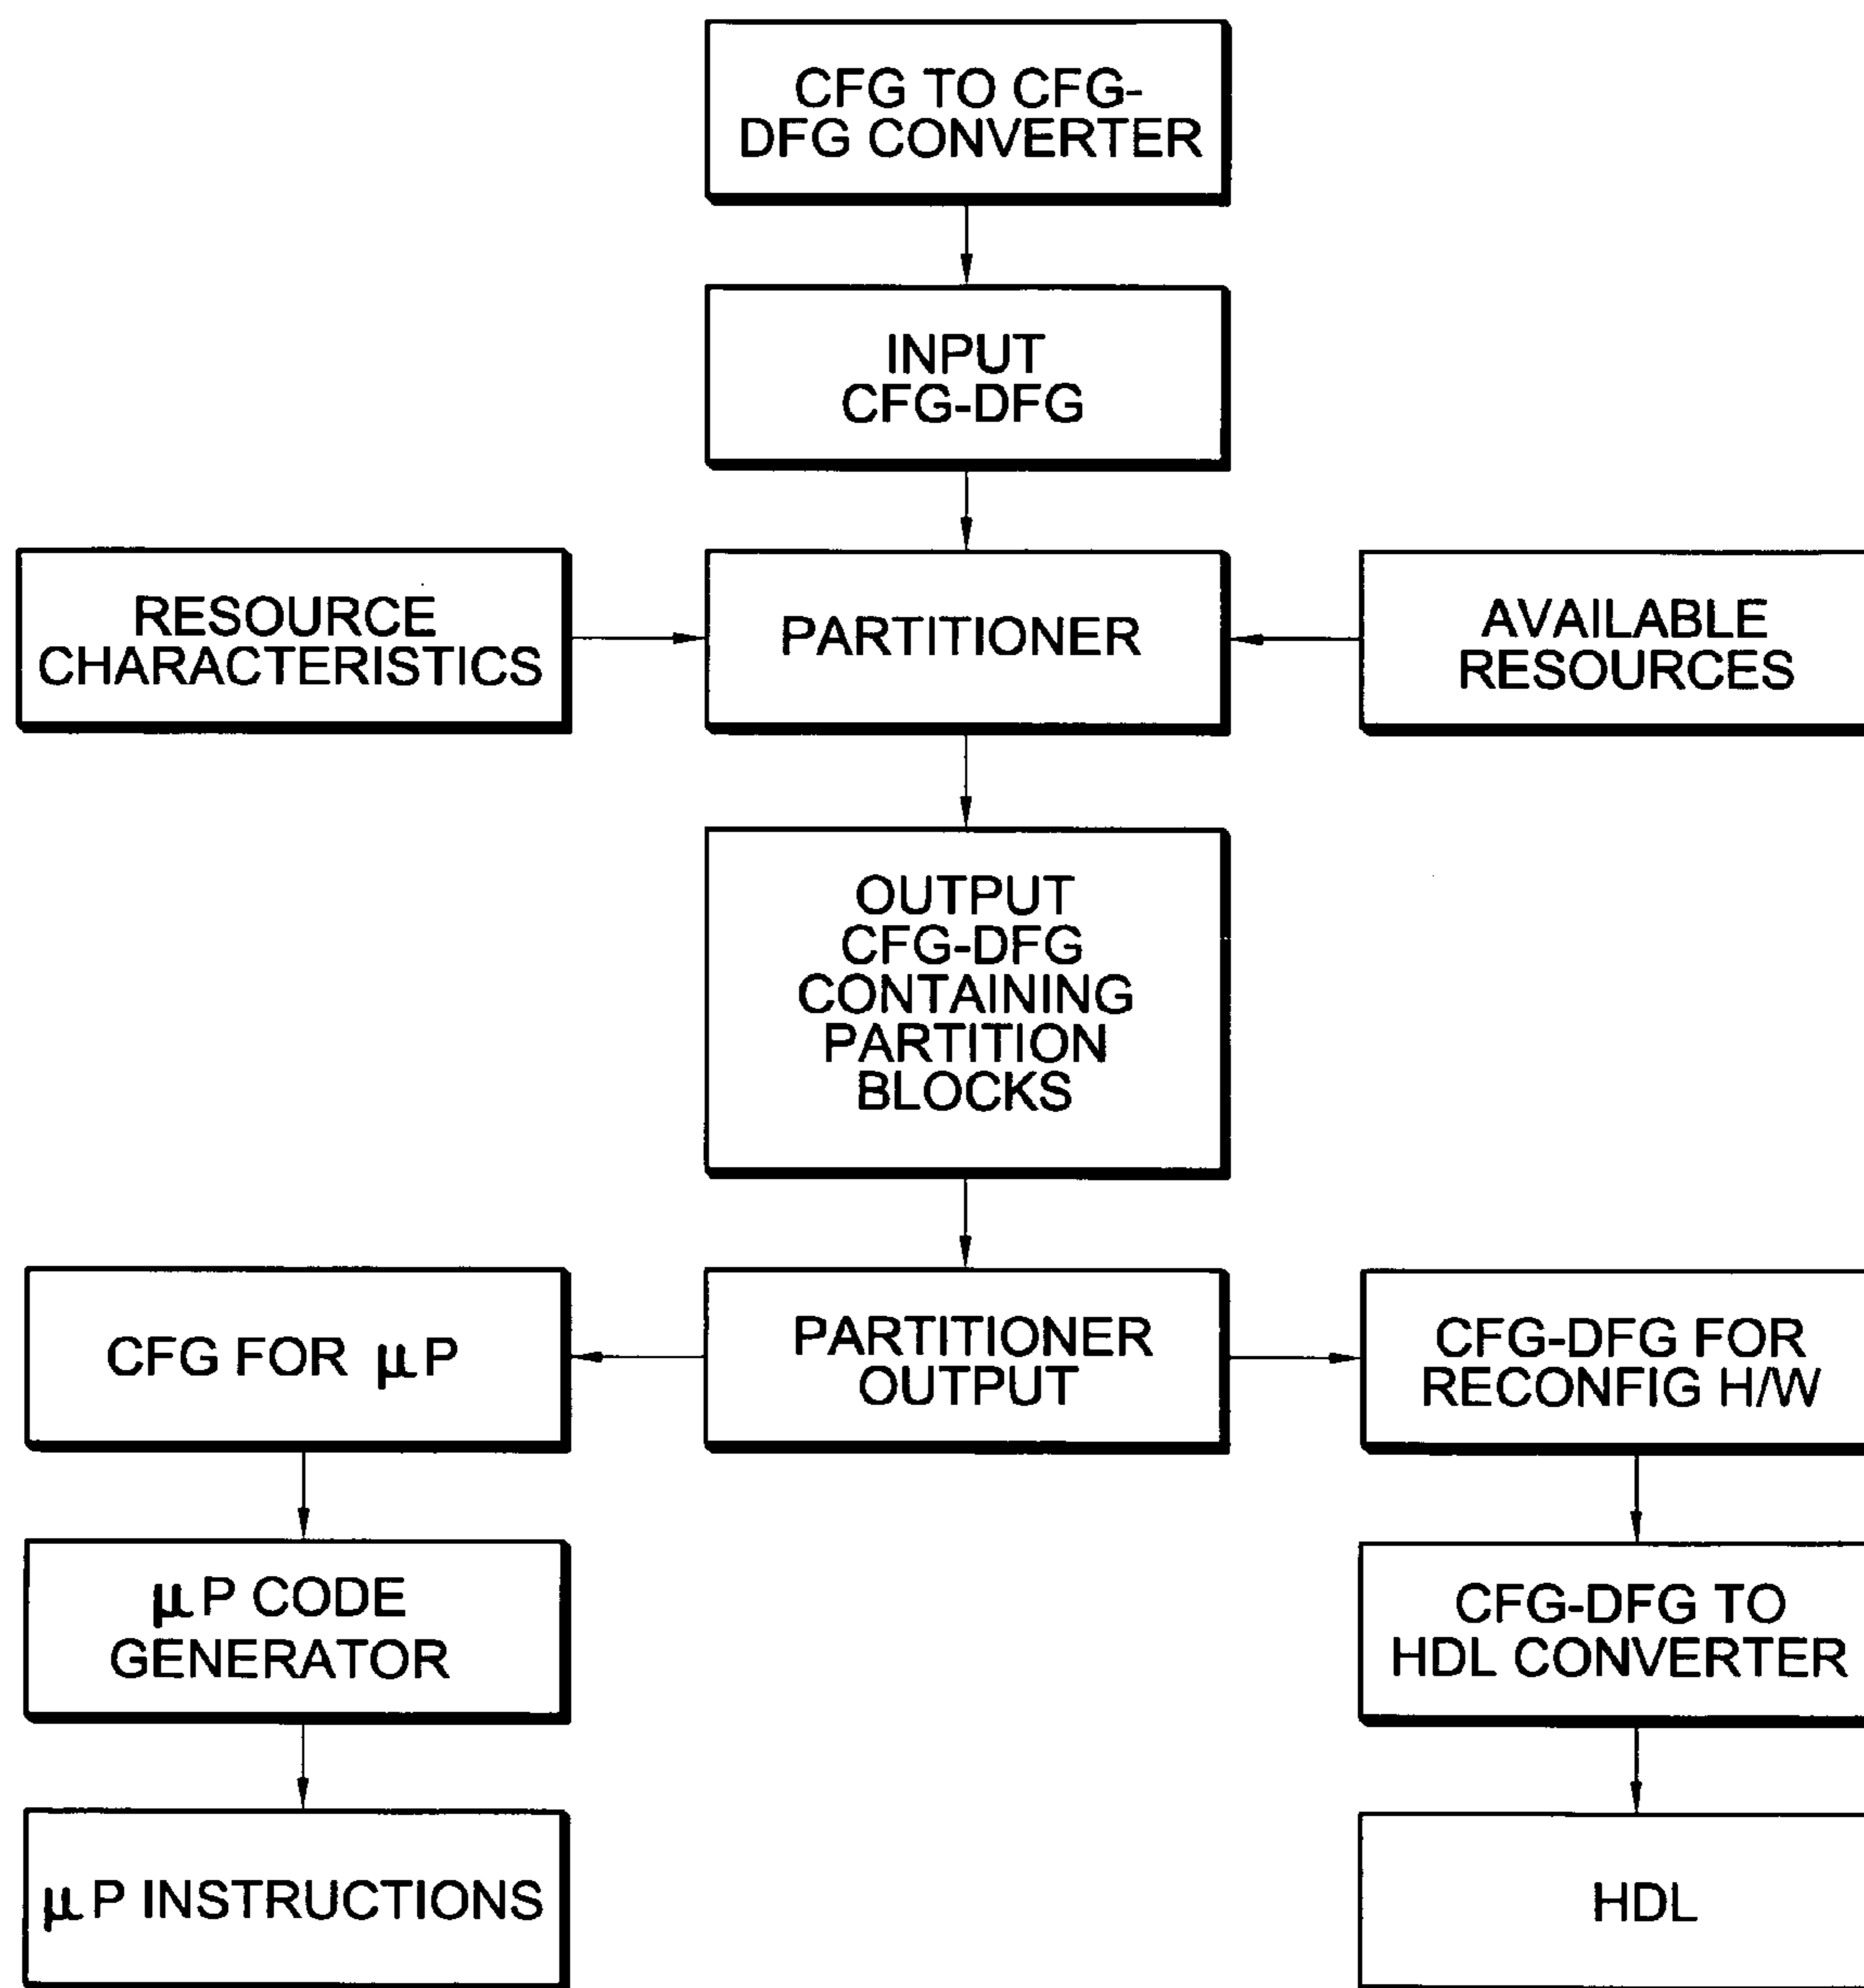 CFG TO CFG-
DFG CONVERTER
INPUT
CFG-DFG
RESOURCE
CHARACTERISTICS
PARTITIONER
AVAILABLE
RESOURCES
OUTPUT
CFG-DFG
CONTAINING
PARTITION
BLOCKS
CFG FOR μP
PARTITIONER
OUTPUT
CFG-DFG FOR
RECONFIG H/W
μP CODE
GENERATOR
CFG-DFG TO
HDL CONVERTER
μP INSTRUCTIONS
HDL